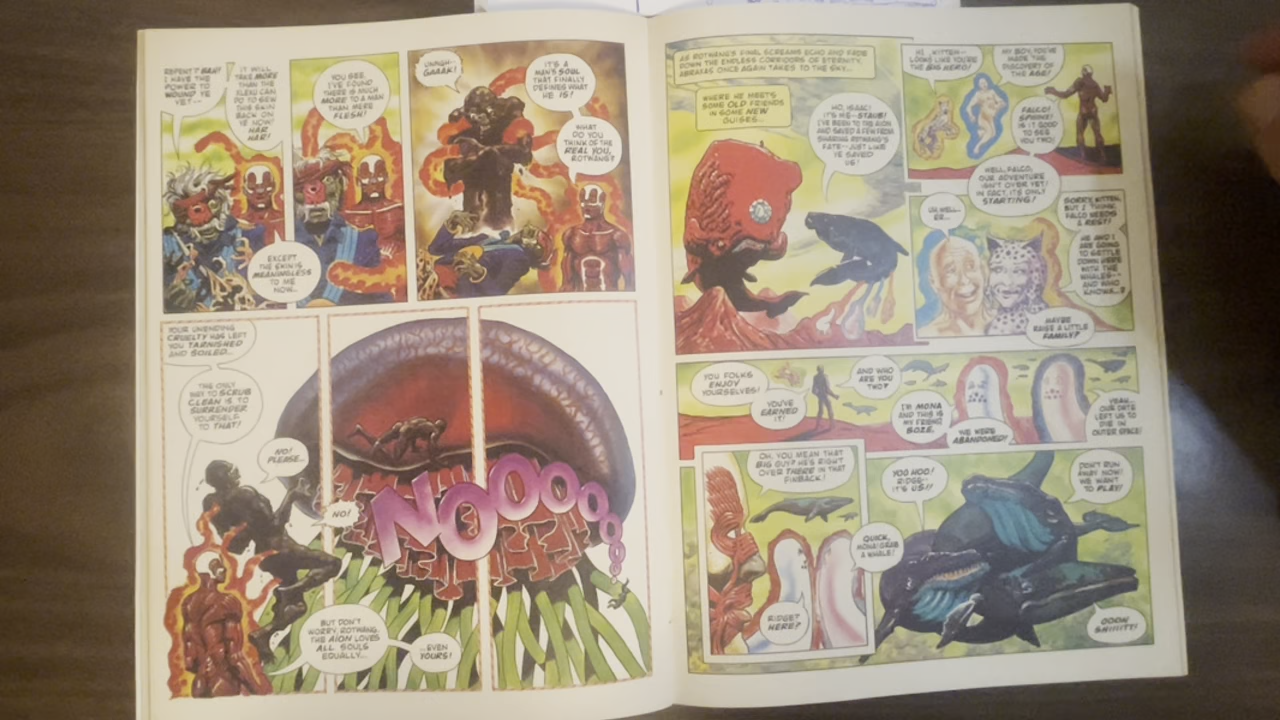 REPENT? BAH!
I HAVE THE
POWER TO
WOUND YE
YET--
IT WILL
TAKE MORE
THAN THE
FLEXU CAN
DO TO SEW
THIS SKIN
BACK ON
YE NOW!
HAR
HAR!
EXCEPT
THE SKIN IS
MEANINGLESS
TO ME
NOW...
YOU SEE,
I'VE FOUND
THERE IS MUCH
MORE TO A MAN
THAN MERE
FLESH!
UNNGH--
GAAAK!
IT'S A
MAN'S SOUL
THAT FINALLY
DEFINES WHAT
HE IS!
WHAT
DO YOU
THINK OF THE
REAL YOU,
ROTWANG?
YOUR UNENDING
CRUELTY HAS LEFT
YOU TARNISHED
AND SOILED...
THE ONLY
WAY TO SCRUB
CLEAN IS TO
SURRENDER
YOURSELF
TO THAT!
NO!
PLEASE...
NO!
NOOOOOO
BUT DON'T
WORRY, ROTWANG.
THE AION LOVES
ALL SOULS
EQUALLY...
...EVEN
YOURS!
AS ROTWANG'S FINAL SCREAMS ECHO AND FADE
DOWN THE ENDLESS CORRIDORS OF ETERNITY,
ABRAXAS ONCE AGAIN TAKES TO THE SKY...
WHERE HE MEETS
SOME OLD FRIENDS
IN SOME NEW
GUISES...
HO, ISAAC!
IT'S ME--STAUB!
I'VE BEEN TO THE AION
AND SAVED A FEW FROM
SHARING ROTWANG'S
FATE--JUST LIKE
YE SAVED
US!
HI, KITTEN--
LOOKS LIKE YOU'RE
THE BIG HERO!
MY BOY, YOU'VE
MADE THE
DISCOVERY OF
THE AGE!
FALCO!
SPHINX!
IS IT GOOD
TO SEE
YOU TWO!
WELL, FALCO,
OUR ADVENTURE
ISN'T OVER YET!
IN FACT, IT'S ONLY
STARTING!
UH, WELL,
ER...
SORRY, KITTEN,
BUT I THINK
FALCO NEEDS
A REST!
HE AND I
ARE GOING
TO SETTLE
DOWN HERE
WITH THE
WHALES--
AND WHO
KNOWS...?
MAYBE
RAISE A LITTLE
FAMILY?
YOU FOLKS
ENJOY
YOURSELVES!
YOU'VE
EARNED
IT!
AND WHO
ARE YOU
TWO?
I'M MONA
AND THIS IS
MY FRIEND
BOZE.
WE WERE
ABANDONED!
YEAH...
OUR DATE
LEFT US TO
DIE IN
OUTER SPACE!
OH, YOU MEAN THAT
BIG GUY? HE'S RIGHT
OVER THERE IN THAT
FINBACK!
RIDGE?
HERE?
QUICK,
MONA! GRAB
A WHALE!
YOO HOO!
RIDGE--
IT'S US!!
DON'T RUN
AWAY NOW!
WE WANT
TO PLAY!
OOOH
SHIIIIT!